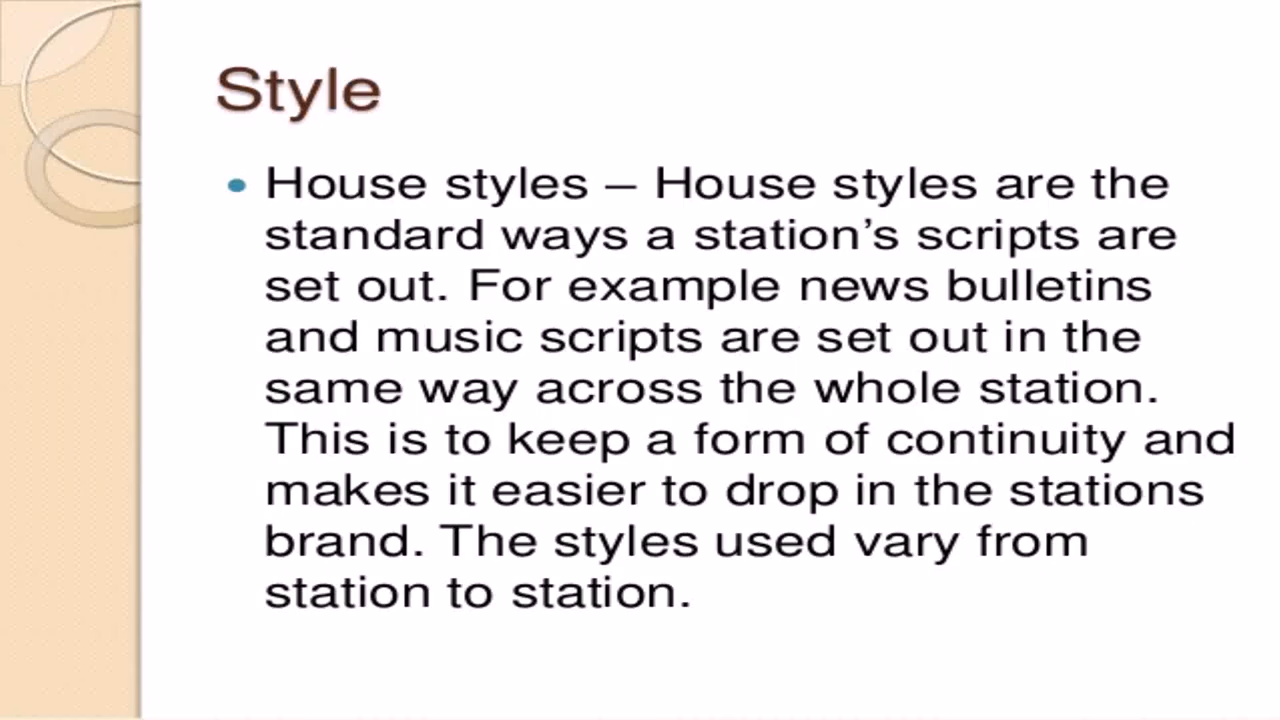 Style
• House styles – House styles are the
standard ways a station’s scripts are
set out. For example news bulletins
and music scripts are set out in the
same way across the whole station.
This is to keep a form of continuity and
makes it easier to drop in the stations
brand. The styles used vary from
station to station.